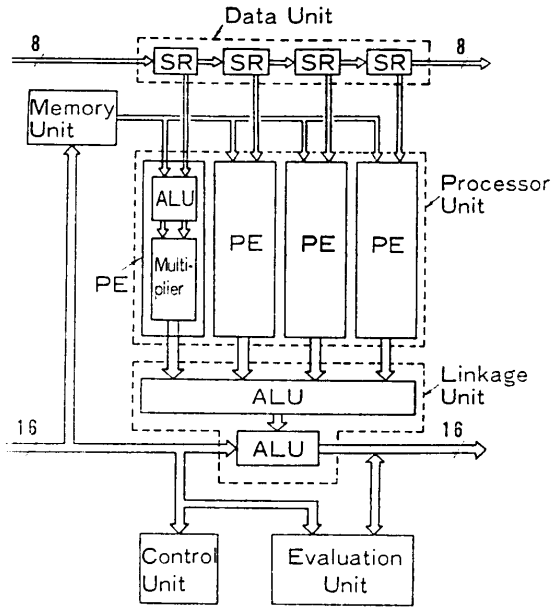 Data Unit
8
SR
SR
SR
SR
8
Memory
Unit
Processor
Unit
ALU
Multi-
plier
PE
PE
PE
PE
Linkage
Unit
ALU
16
ALU
16
Control
Unit
Evaluation
Unit